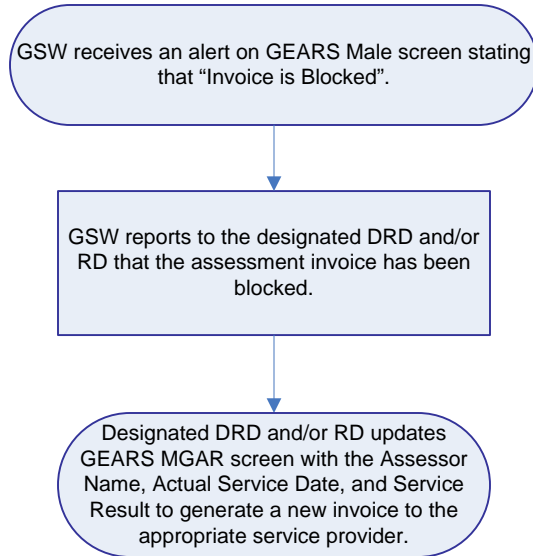 GSW receives an alert on GEARS Male screen stating
that “Invoice is Blocked”.
GSW reports to the designated DRD and/or
RD that the assessment invoice has been
blocked.
Designated DRD and/or RD updates
GEARS MGAR screen with the Assessor
Name, Actual Service Date, and Service
Result to generate a new invoice to the
appropriate service provider.